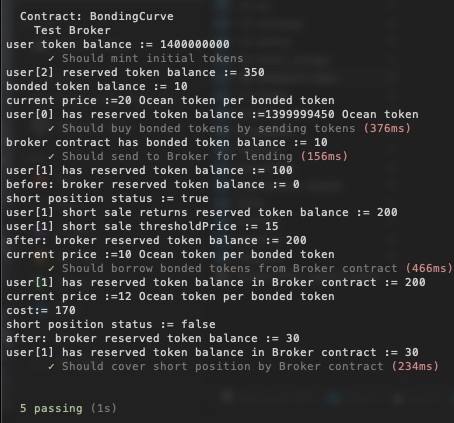 Contract: BondingCurve
Test Broker
user token balance := 1400000000
✓ Should mint initial tokens
user[2] reserved token balance := 350
bonded token balance := 10
current price :=20 Ocean token per bonded token
user[0] has reserved token balance :=1399999450 Ocean token
✓ Should buy bonded tokens by sending tokens (376ms)
broker contract has bonded token balance := 10
✓ Should send to Broker for lending (156ms)
user[1] has reserved token balance := 100
before: broker reserved token balance := 0
short position status := true
user[1] short sale returns reserved token balance := 200
user[1] short sale thresholdPrice := 15
after: broker reserved token balance := 200
current price :=10 Ocean token per bonded token
✓ Should borrow bonded tokens from Broker contract (466ms)
user[1] has reserved token balance in Broker contract := 200
current price :=12 Ocean token per bonded token
cost:= 170
short position status := false
after: broker reserved token balance := 30
user[1] has reserved token balance in Broker contract := 30
✓ Should cover short position by Broker contract (234ms)
5 passing (1s)